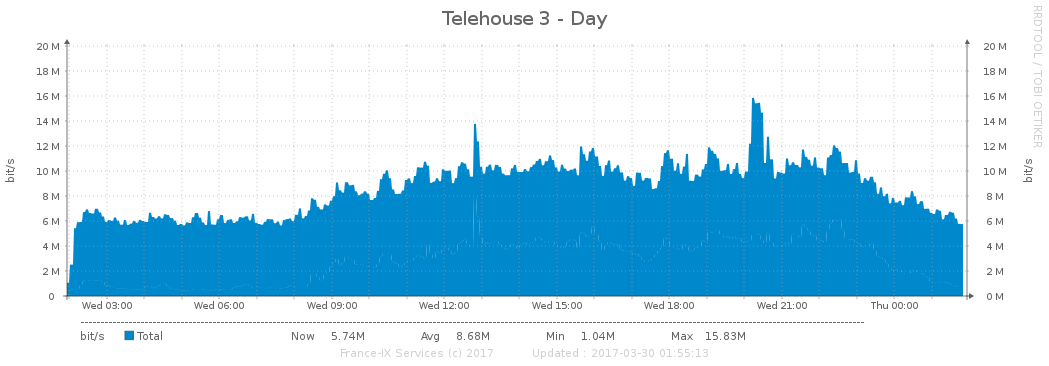 Telehouse 3 - Day
RRDTOOL / TOBI OETIKER
bit/s
20 M 20 M
18 M 18 M
16 M 16 M
14 M 14 M
12 M 12 M
10 M 10 M
8 M 8 M
6 M 6 M
4 M 4 M
2 M 2 M
0 0 M
bit/s
Wed 03:00 Wed 06:00 Wed 09:00 Wed 12:00 Wed 15:00 Wed 18:00 Wed 21:00 Thu 00:00
bit/s Total Now 5.74M Avg 8.68M Min 1.04M Max 15.83M
France-IX Services (c) 2017 Updated : 2017-03-30 01:55:13